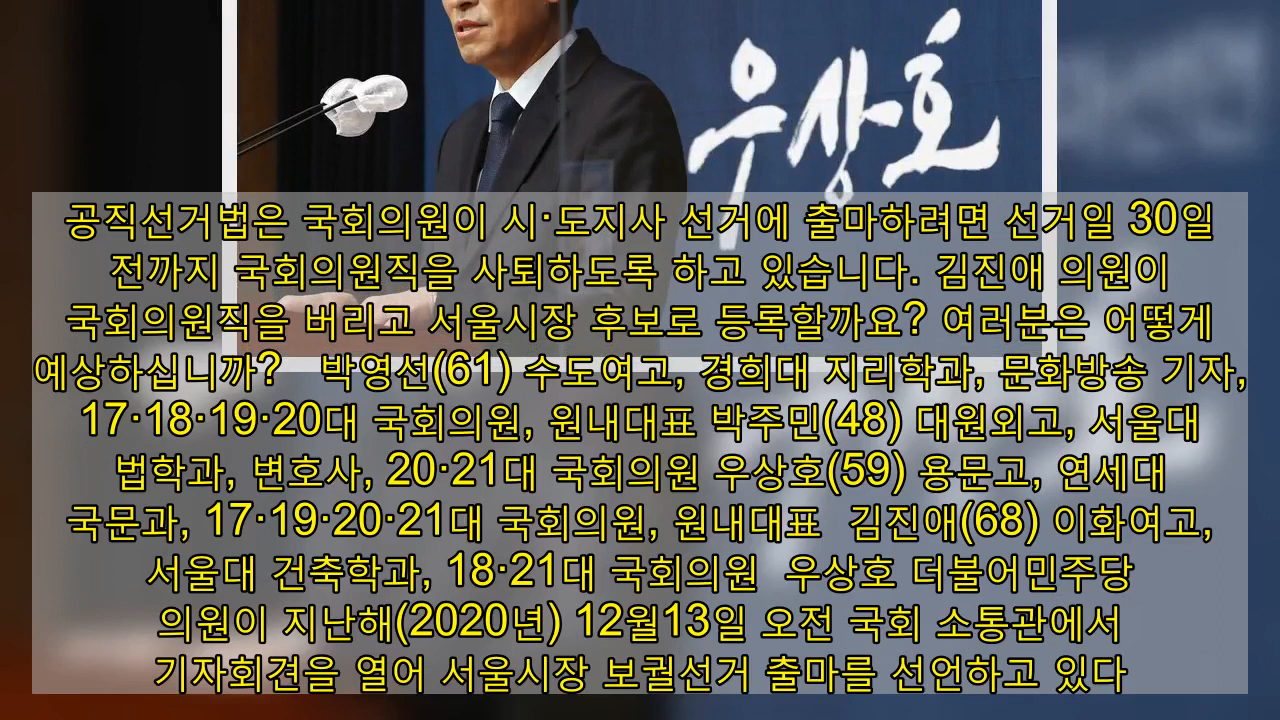 우상호
공직선거법은 국회의원이 시·도지사 선거에 출마하려면 선거일 30일
전까지 국회의원직을 사퇴하도록 하고 있습니다. 김진애 의원이
국회의원직을 버리고 서울시장 후보로 등록할까요? 여러분은 어떻게
예상하십니까? 박영선(61) 수도여고, 경희대 지리학과, 문화방송 기자,
17·18·19·20대 국회의원, 원내대표 박주민(48) 대원외고, 서울대
법학과, 변호사, 20·21대 국회의원 우상호(59) 용문고, 연세대
국문과, 17·19·20·21대 국회의원, 원내대표 김진애(68) 이화여고,
서울대 건축학과, 18·21대 국회의원 우상호 더불어민주당
의원이 지난해(2020년) 12월13일 오전 국회 소통관에서
기자회견을 열어 서울시장 보궐선거 출마를 선언하고 있다